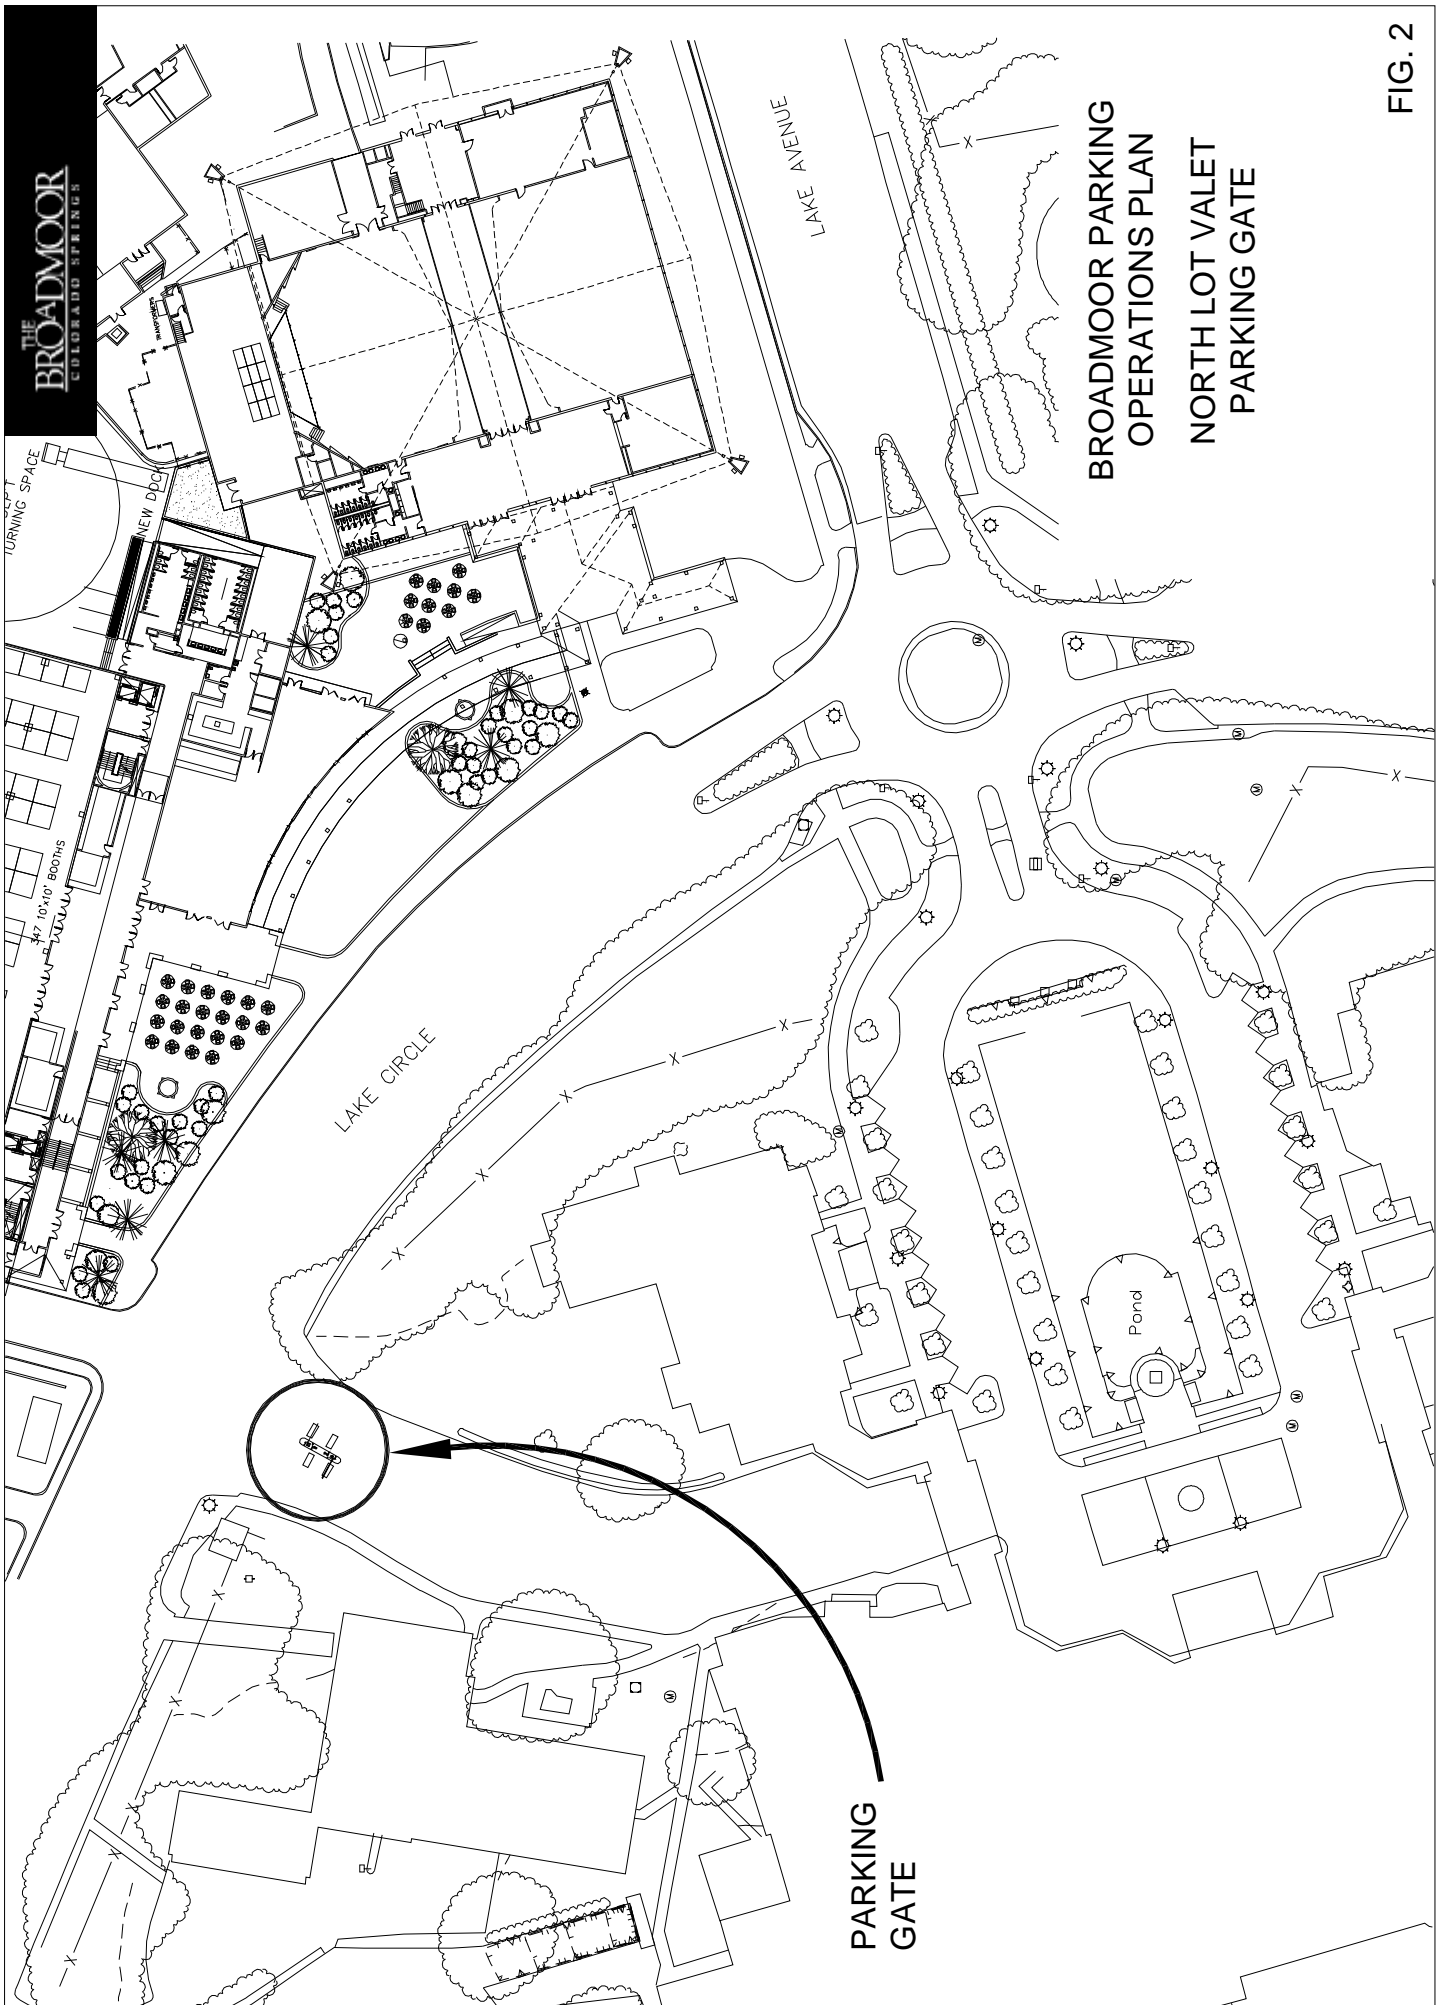 THE
BROADMOOR
COLORADO SPRINGS
FIG. 2
BROADMOOR PARKING
OPERATIONS PLAN
NORTH LOT VALET
PARKING GATE
LAKE AVENUE
TURNING SPACE
NEW DOCK
347 10'x10' BOOTHS
LAKE CIRCLE
Pond
PARKING
GATE